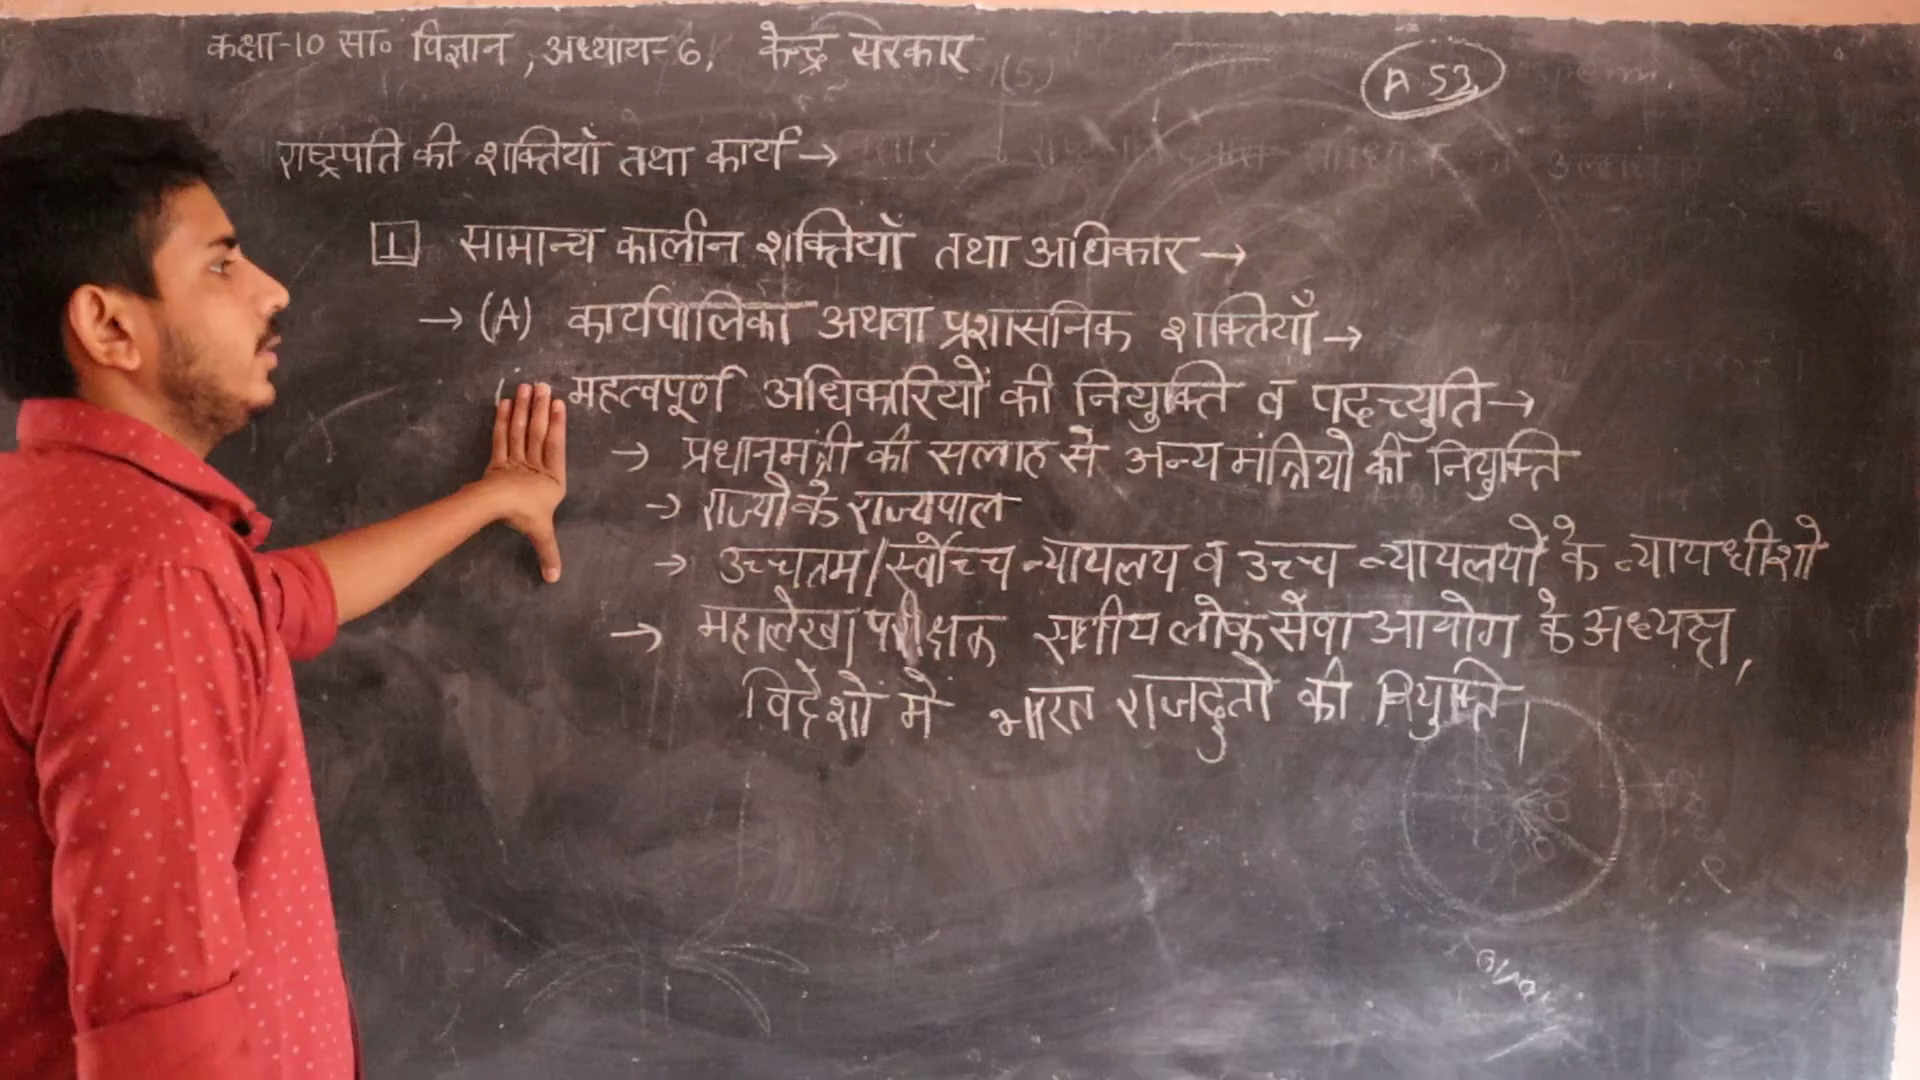 कक्षा-10 सा० विज्ञान, अध्याय-6, केन्द्र सरकार
A-53
राष्ट्रपति की शक्तियाँ तथा कार्य →
1 सामान्य कालीन शक्तियाँ तथा अधिकार →
→ (A) कार्यपालिका अथवा प्रशासनिक शक्तियाँ →
महत्वपूर्ण अधिकारियों की नियुक्ति व पदच्युति →
→ प्रधानमंत्री की सलाह से अन्य मंत्रियो की नियुक्ति
→ राज्यो के राज्यपाल
→ उच्चतम/र्स्वोच्च न्यायलय व उच्च न्यायलयों के न्यायधीशो
→ महालेखा परीक्षक संघीय लोक सेवा आयोग के अध्यक्ष,
विदेशों में भारत राजदुतो की नियुक्ति।